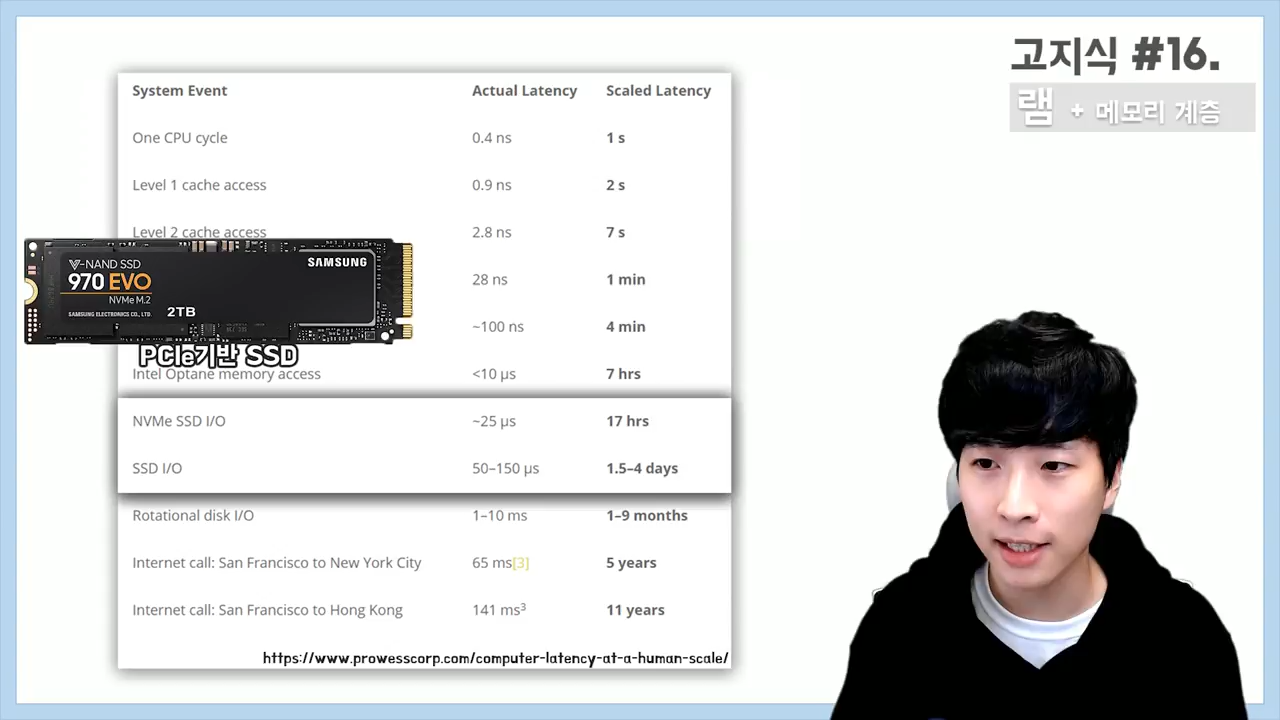 고지식 #16.
램 + 메모리 계층
System Event Actual Latency Scaled Latency
One CPU cycle 0.4 ns 1 s
Level 1 cache access 0.9 ns 2 s
Level 2 cache access 2.8 ns 7 s
28 ns 1 min
~100 ns 4 min
V-NAND SSD
970 EVO
NVMe M.2
SAMSUNG ELECTRONICS CO., LTD.
2TB
SAMSUNG
PCIe기반 SSD
Intel Optane memory access <10 µs 7 hrs
NVMe SSD I/O ~25 µs 17 hrs
SSD I/O 50–150 µs 1.5–4 days
Rotational disk I/O 1–10 ms 1–9 months
Internet call: San Francisco to New York City 65 ms[3] 5 years
Internet call: San Francisco to Hong Kong 141 ms³ 11 years
https://www.prowesscorp.com/computer-latency-at-a-human-scale/